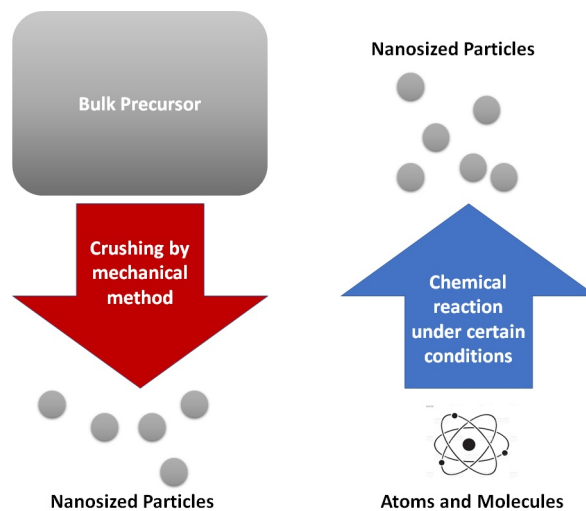 Bulk Precursor
Crushing by
mechanical
method
Nanosized Particles
Nanosized Particles
Chemical
reaction
under certain
conditions
Atoms and Molecules